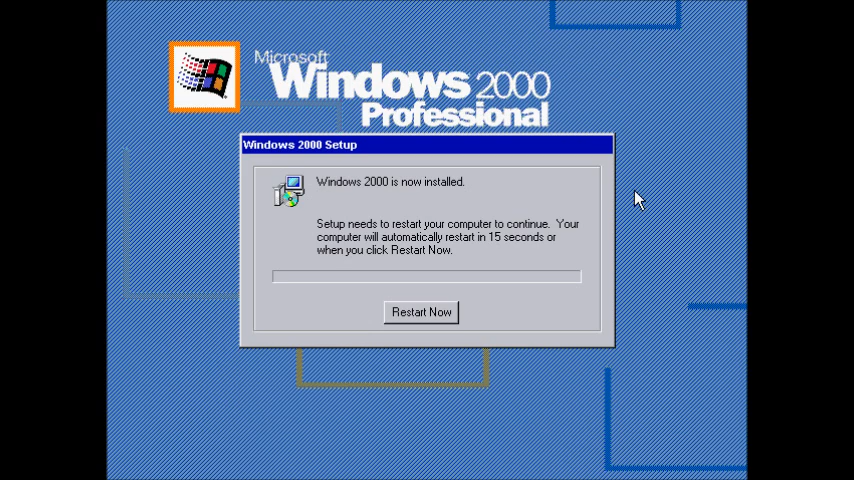 Microsoft
Windows 2000
Professional
Windows 2000 Setup
Windows 2000 is now installed.
Setup needs to restart your computer to continue. Your
computer will automatically restart in 15 seconds or
when you click Restart Now.
Restart Now